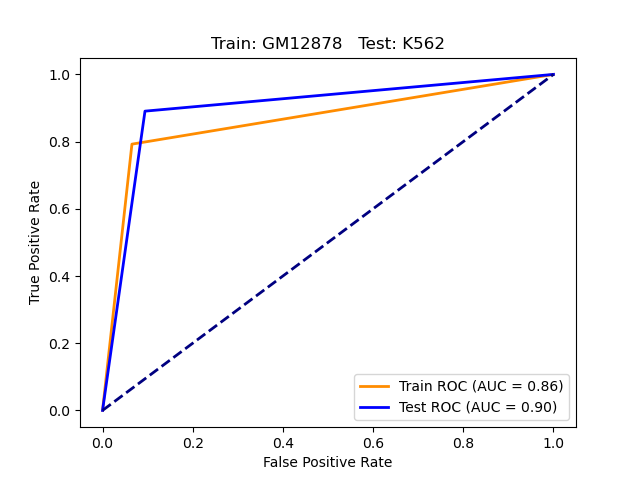 Train: GM12878   Test: K562
1.0
0.8
0.6
0.4
0.2
0.0
True Positive Rate
0.0 0.2 0.4 0.6 0.8 1.0
False Positive Rate
Train ROC (AUC = 0.86)
Test ROC (AUC = 0.90)